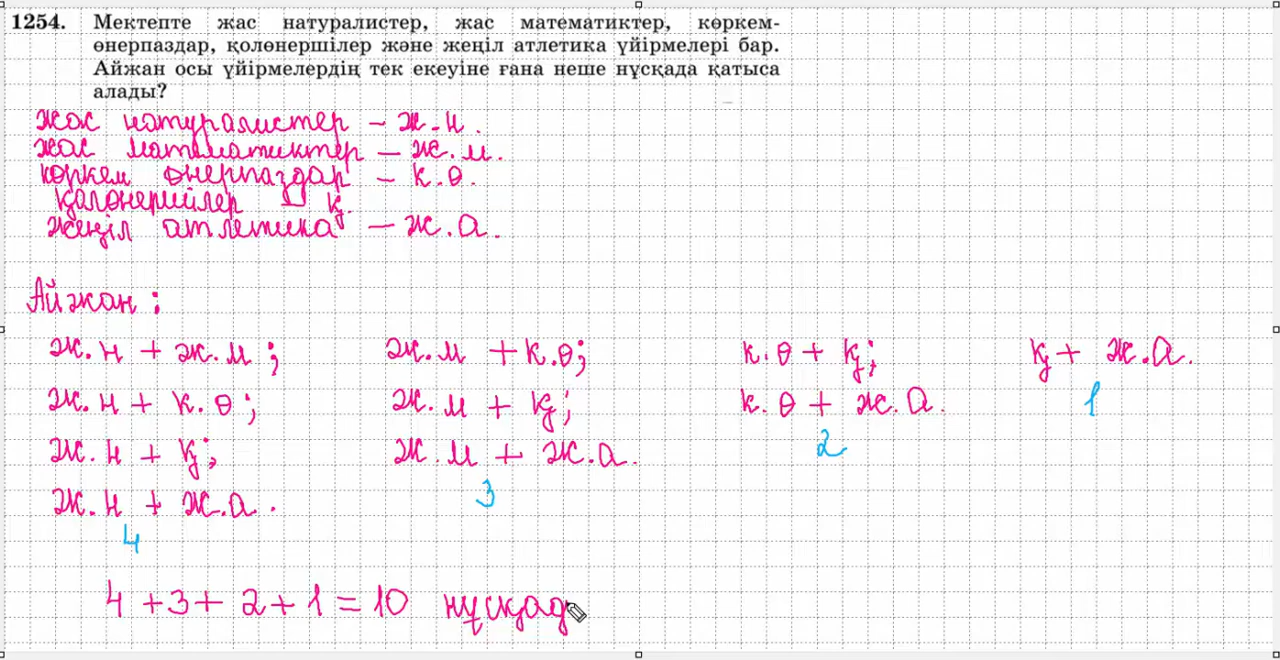 1254. Мектепте жас натуралистер, жас математиктер, көркем-
өнерпаздар, қолөнершілер және жеңіл атлетика үйірмелері бар.
Айжан осы үйірмелердің тек екеуіне ғана неше нұсқада қатыса
алады?
жас натуралистер – ж.н.
жас математиктер – ж.м.
көркем өнерпаздар – к.ө.
қолөнершілер – қ.
жеңіл атлетика – ж.а.
Айжан:
ж.н + ж.м; ж.м + к.ө; к.ө + қ; қ + ж.а.
ж.н + к.ө; ж.м + қ; к.ө + ж.а. 1
ж.н + қ; ж.м + ж.а. 2
ж.н + ж.а. 3
4
4 + 3 + 2 + 1 = 10 нұсқад